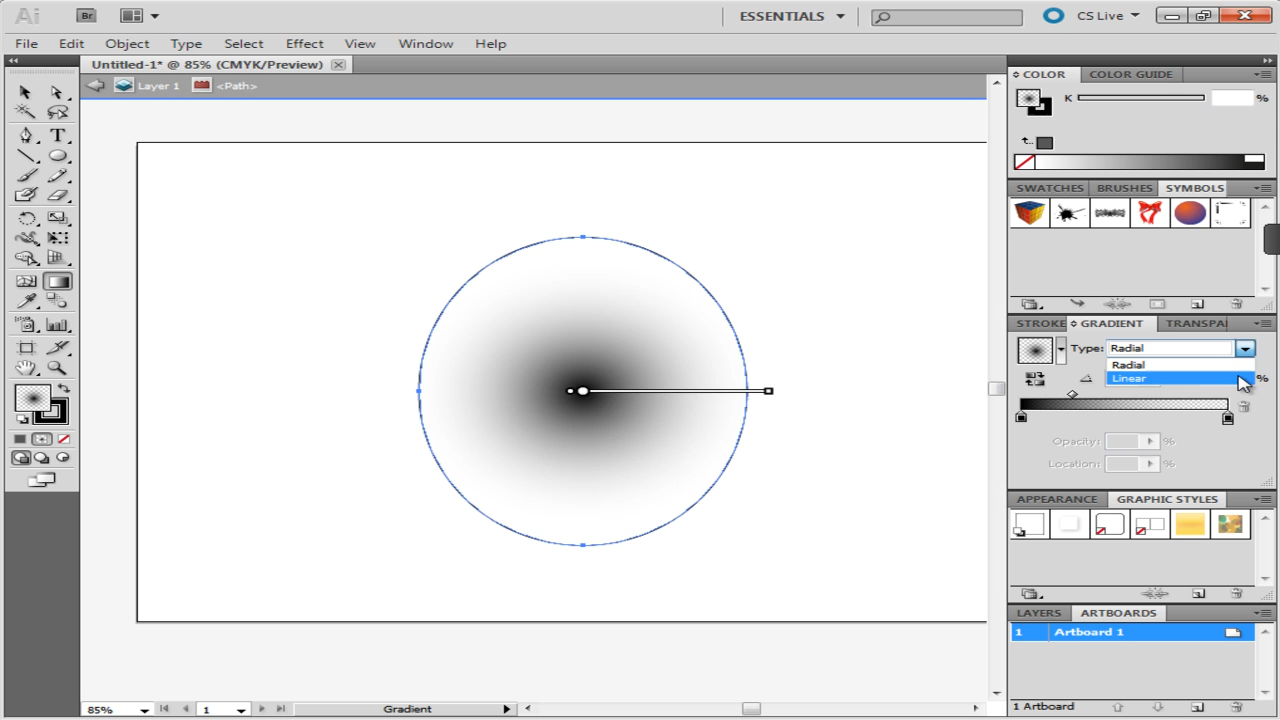 Ai Br ESSENTIALS CS Live
File Edit Object Type Select Effect View Window Help
Untitled-1* @ 85% (CMYK/Preview)
Layer 1 <Path>
COLOR COLOR GUIDE
K %
SWATCHES BRUSHES SYMBOLS
STROKE GRADIENT TRANSPA
Type: Radial
Radial
Linear %
Opacity: %
Location: %
APPEARANCE GRAPHIC STYLES
LAYERS ARTBOARDS
1 Artboard 1
85% 1 Gradient 1 Artboard